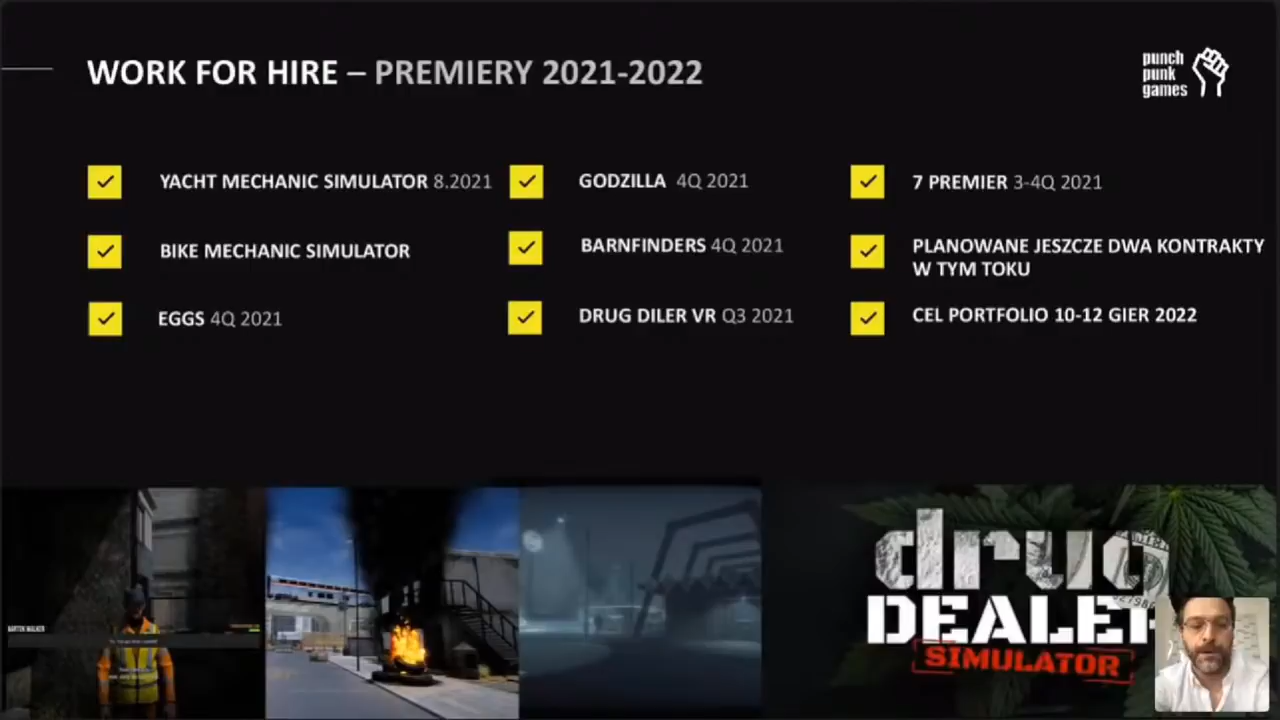 WORK FOR HIRE – PREMIERY 2021-2022
punch
punk
games
YACHT MECHANIC SIMULATOR 8.2021
GODZILLA 4Q 2021
7 PREMIER 3-4Q 2021
BIKE MECHANIC SIMULATOR
BARNFINDERS 4Q 2021
PLANOWANE JESZCZE DWA KONTRAKTY
W TYM TOKU
EGGS 4Q 2021
DRUG DILER VR Q3 2021
CEL PORTFOLIO 10-12 GIER 2022
drug
DEALER
SIMULATOR